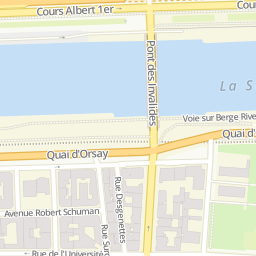 Cours Albert 1er
Cou
Pont des Invalides
La S
Voie sur Berge Rive
Quai d'Orsay
Quai d'
Rue Desgenettes
Avenue Robert Schuman
Rue Sur
Rue de l'Université